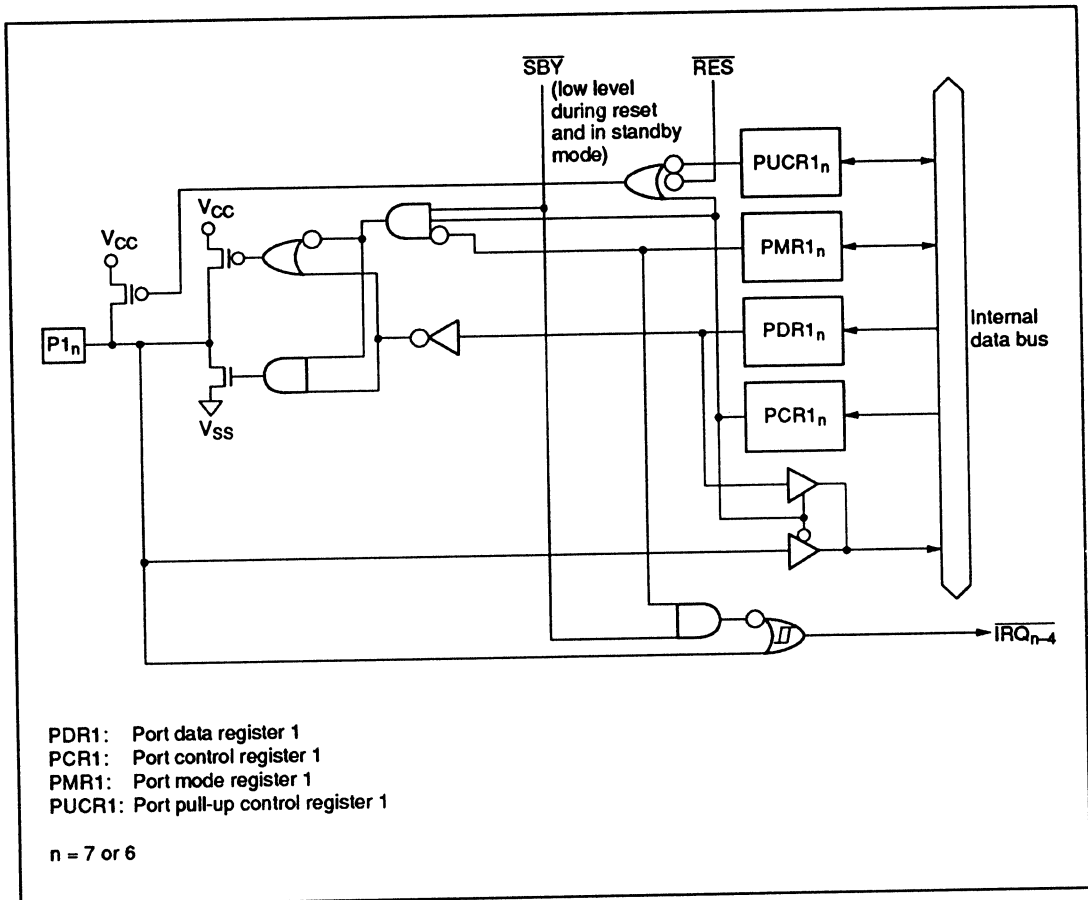 SBY
(low level
during reset
and in standby
mode)
RES
PUCR1n
VCC
VCC
PMR1n
P1n
PDR1n
Internal
data bus
VSS
PCR1n
IRQn–4
PDR1: Port data register 1
PCR1: Port control register 1
PMR1: Port mode register 1
PUCR1: Port pull-up control register 1
n = 7 or 6